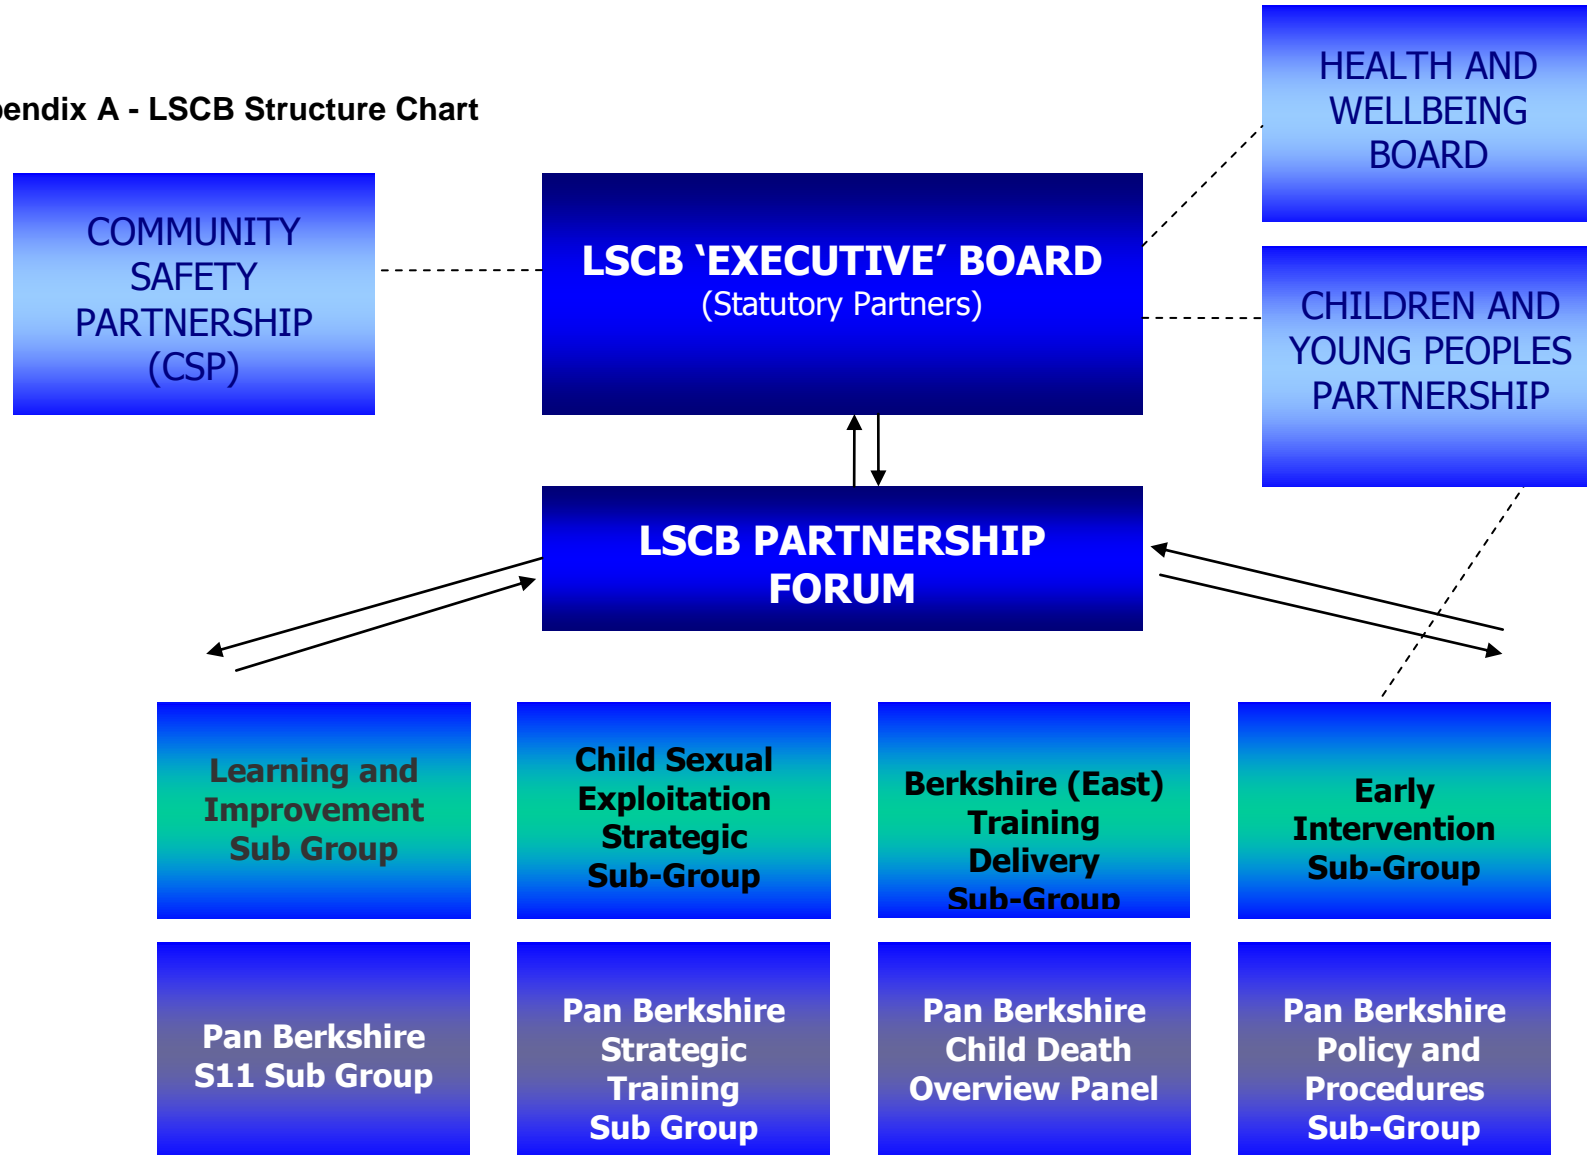 pendix A - LSCB Structure Chart
HEALTH AND
WELLBEING
BOARD
COMMUNITY
SAFETY
PARTNERSHIP
(CSP)
LSCB ‘EXECUTIVE’ BOARD
(Statutory Partners)
CHILDREN AND
YOUNG PEOPLES
PARTNERSHIP
LSCB PARTNERSHIP
FORUM
Learning and
Improvement
Sub Group
Child Sexual
Exploitation
Strategic
Sub-Group
Berkshire (East)
Training
Delivery
Sub-Group
Early
Intervention
Sub-Group
Pan Berkshire
S11 Sub Group
Pan Berkshire
Strategic
Training
Sub Group
Pan Berkshire
Child Death
Overview Panel
Pan Berkshire
Policy and
Procedures
Sub-Group